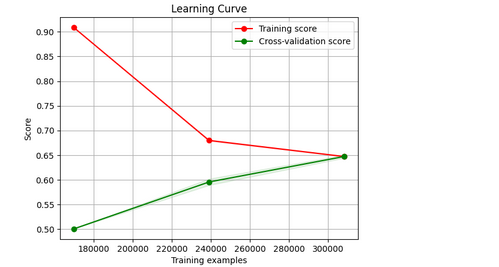 Learning Curve
Training score
Cross-validation score
0.90
0.85
0.80
0.75
0.70
0.65
0.60
0.55
0.50
Score
180000 200000 220000 240000 260000 280000 300000
Training examples